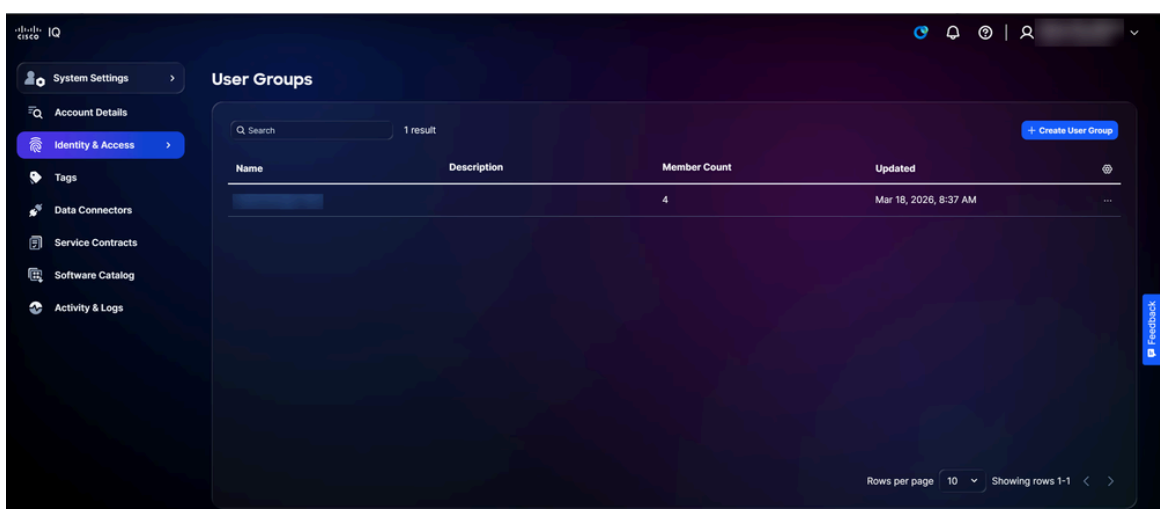 cisco IQ
System Settings
User Groups
Account Details
Search
1 result
+ Create User Group
Identity & Access
Name Description Member Count Updated
Tags
4 Mar 18, 2026, 8:37 AM ...
Data Connectors
Service Contracts
Software Catalog
Activity & Logs
Feedback
Rows per page 10 Showing rows 1-1